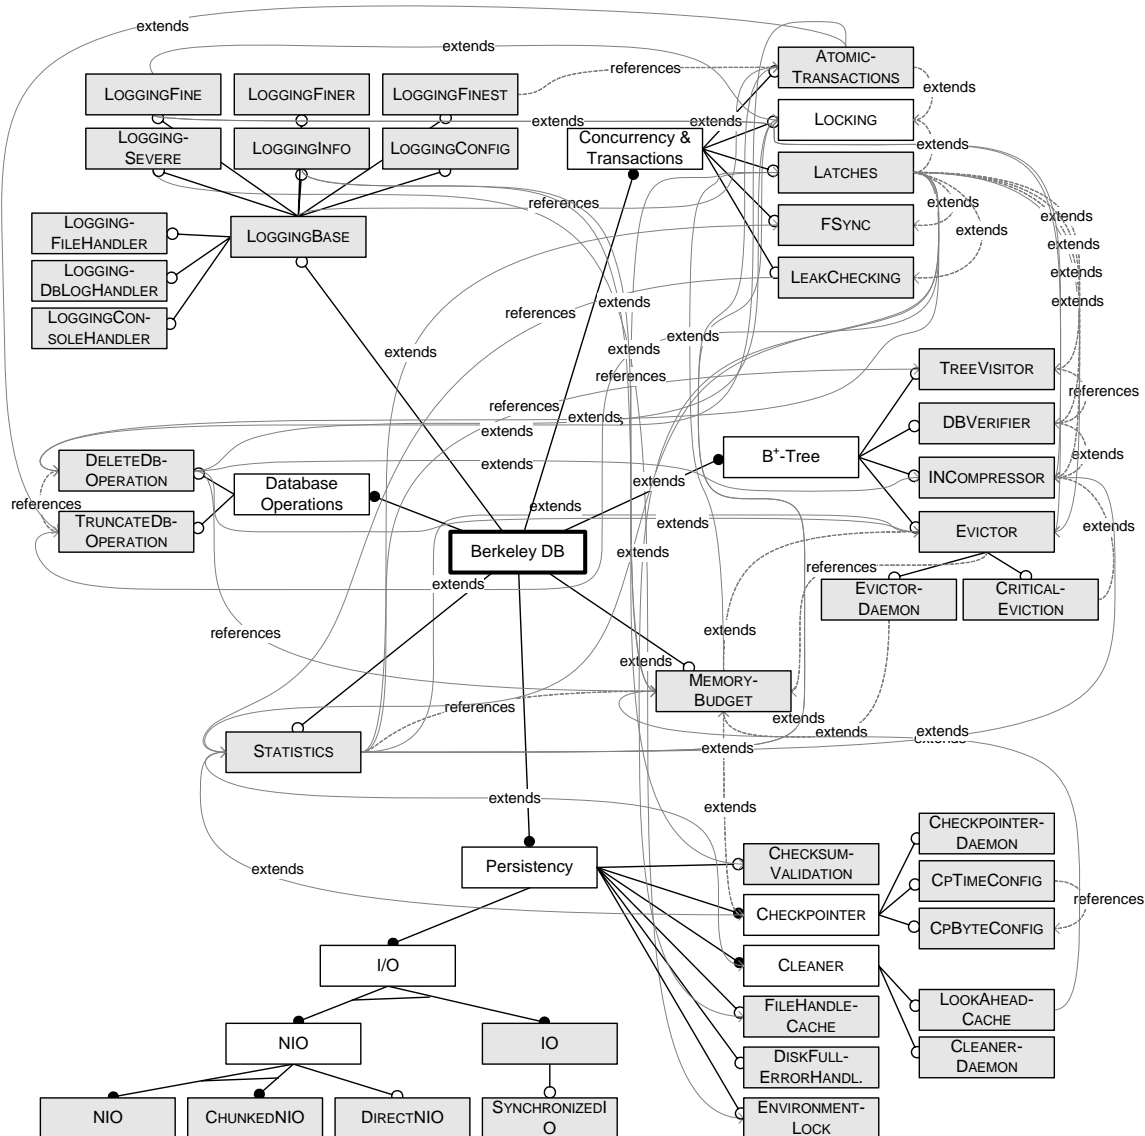 extends
extends
references
ATOMIC-
TRANSACTIONS
LOGGINGFINE
LOGGINGFINER
LOGGINGFINEST
extends
LOCKING
extends
extends
Concurrency &
Transactions
LOGGING-
SEVERE
LOGGINGINFO
LOGGINGCONFIG
LATCHES
references
extends
extends
extends
FSYNC
extends
LOGGING-
FILEHANDLER
LOGGINGBASE
extends
LOGGING-
DBLOGHANDLER
LEAKCHECKING
extends
extends
extends
references
LOGGINGCON-
SOLEHANDLER
extends
extends
extends
references
TREEVISITOR
references
references
extends
extends
DBVERIFIER
DELETEDB-
OPERATION
extends
B+-Tree
INCOMPRESSOR
extends
Database
Operations
references
TRUNCATEDB-
OPERATION
extends
extends
extends
EVICTOR
Berkeley DB
extends
references
extends
EVICTOR-
DAEMON
CRITICAL-
EVICTION
references
extends
extends
MEMORY-
BUDGET
references
extends
extends
extends
extends
extends
STATISTICS
extends
extends
CHECKPOINTER-
DAEMON
Persistency
CHECKSUM-
VALIDATION
extends
CPTIMECONFIG
references
CHECKPOINTER
CPBYTECONFIG
I/O
CLEANER
FILEHANDLE-
CACHE
LOOKAHEAD-
CACHE
NIO
IO
CLEANER-
DAEMON
DISKFULL-
ERRORHANDL.
NIO
CHUNKEDNIO
DIRECTNIO
SYNCHRONIZEDI
O
ENVIRONMENT-
LOCK